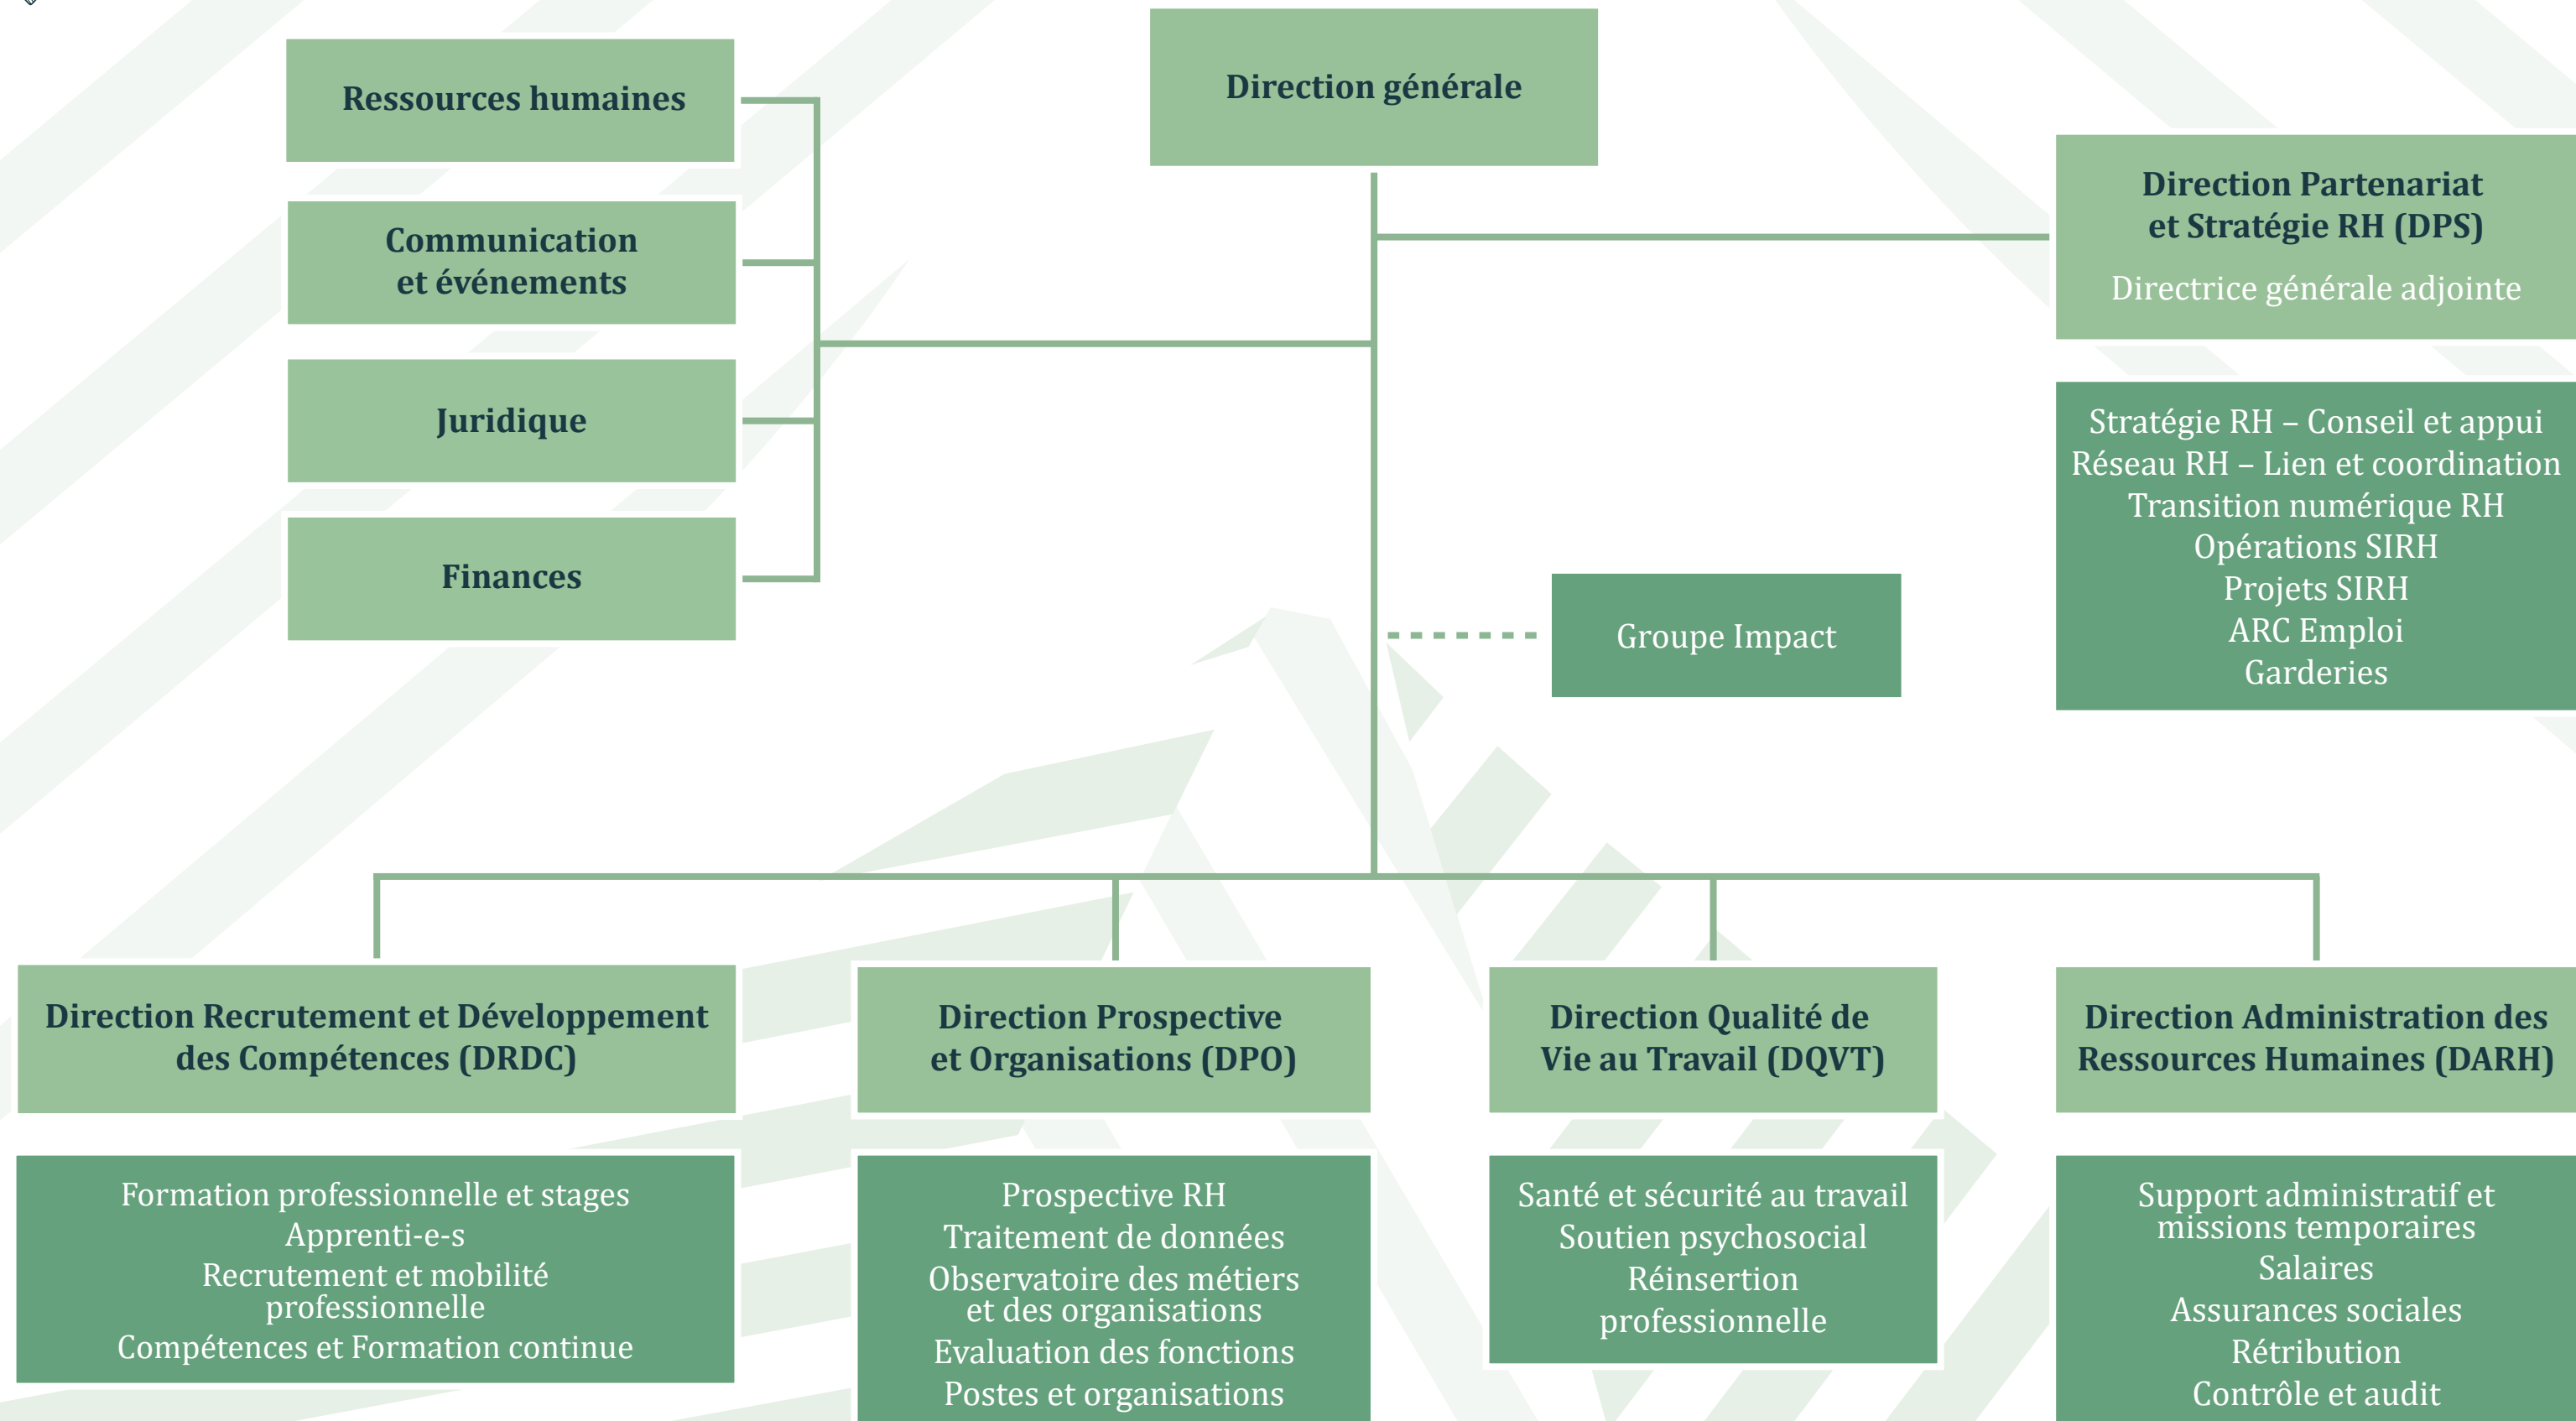 Direction générale
Ressources humaines
Communication
et événements
Juridique
Finances
Direction Partenariat
et Stratégie RH (DPS)
Directrice générale adjointe
Stratégie RH – Conseil et appui
Réseau RH – Lien et coordination
Transition numérique RH
Opérations SIRH
Projets SIRH
ARC Emploi
Garderies
Groupe Impact
Direction Recrutement et Développement
des Compétences (DRDC)
Formation professionnelle et stages
Apprenti-e-s
Recrutement et mobilité
professionnelle
Compétences et Formation continue
Direction Prospective
et Organisations (DPO)
Prospective RH
Traitement de données
Observatoire des métiers
et des organisations
Evaluation des fonctions
Postes et organisations
Direction Qualité de
Vie au Travail (DQVT)
Santé et sécurité au travail
Soutien psychosocial
Réinsertion
professionnelle
Direction Administration des
Ressources Humaines (DARH)
Support administratif et
missions temporaires
Salaires
Assurances sociales
Rétribution
Contrôle et audit